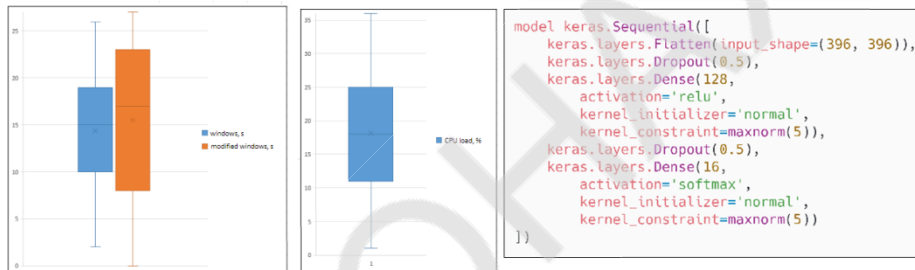 25
20
15
10
5
0
windows, s
modified windows, s
35
30
25
20
15
10
5
0
1
CPU load, %
model keras.Sequential([
keras.layers.Flatten(input_shape=(396, 396)),
keras.layers.Dropout(0.5),
keras.layers.Dense(128,
activation='relu',
kernel_initializer='normal',
kernel_constraint=maxnorm(5)),
keras.layers.Dropout(0.5),
keras.layers.Dense(16,
activation='softmax',
kernel_initializer='normal',
kernel_constraint=maxnorm(5))
])